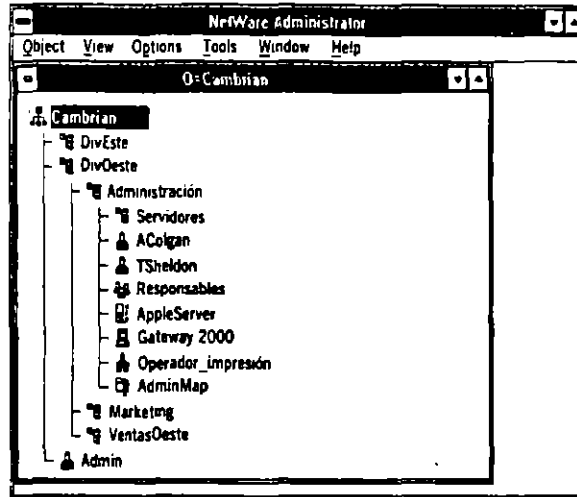 NetWare Administrator
Object View Options Tools Window Help
O=Cambrian
Cambrian
DivEste
DivOeste
Administración
Servidores
AColgan
TSheldon
Responsables
AppleServer
Gateway 2000
Operador_impresión
AdminMap
Marketing
VentasOeste
Admin